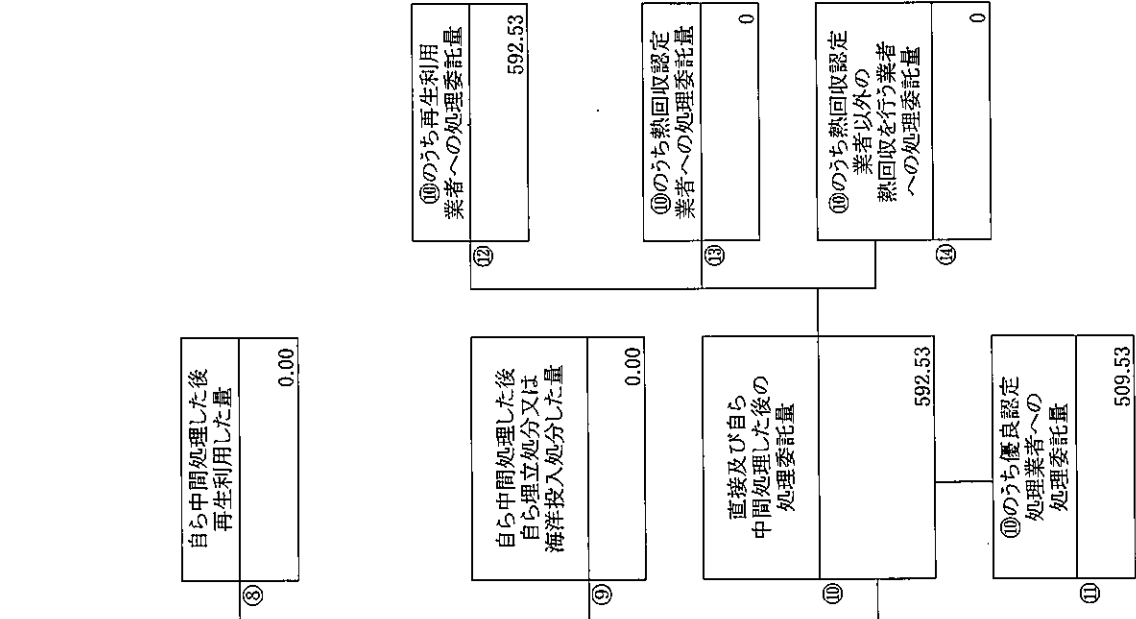 ⑧
自ら中間処理した後
再生利用した量
0.00
⑨
自ら中間処理した後
自ら埋立処分又は
海洋投入処分した量
0.00
⑩
直接及び自ら
中間処理した後の
処理委託量
592.53
⑪
⑩のうち優良認定
処理業者への
処理委託量
509.53
⑫
⑩のうち再生利用
業者への処理委託量
592.53
⑬
⑩のうち熱回収認定
業者への処理委託量
0
⑭
⑩のうち熱回収認定
業者以外の
熱回収を行う業者
への処理委託量
0